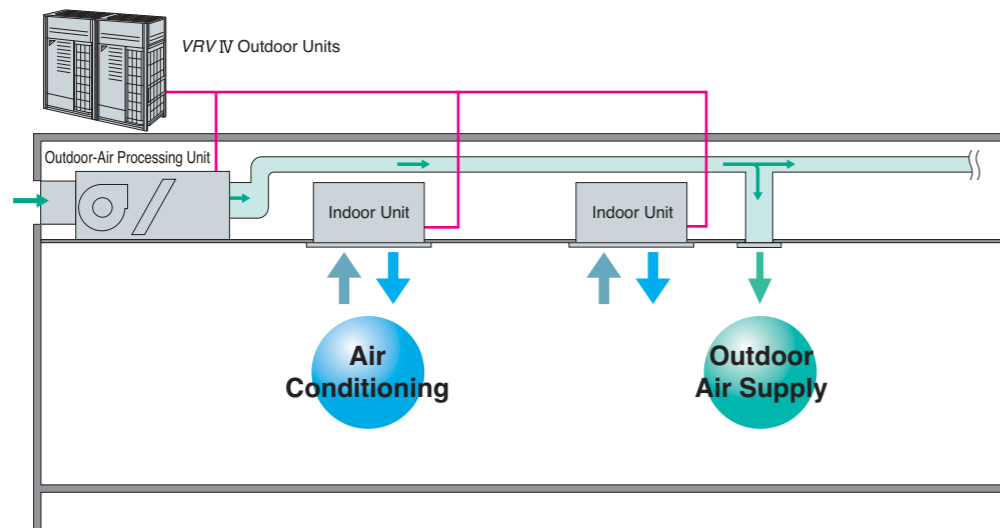 VRV IV Outdoor Units
Outdoor-Air Processing Unit
Indoor Unit
Indoor Unit
Air
Conditioning
Outdoor
Air Supply